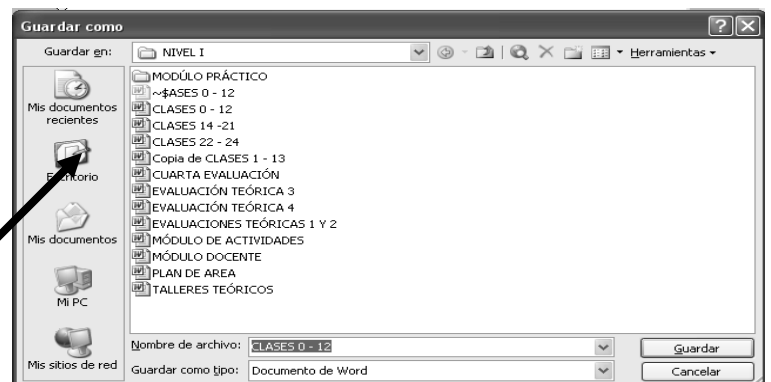 Guardar como
Guardar en: NIVEL I Herramientas
Mis documentos recientes
Escritorio
Mis documentos
Mi PC
Mis sitios de red
MODÚLO PRÁCTICO
~$ASES 0 - 12
CLASES 0 - 12
CLASES 14 -21
CLASES 22 - 24
Copia de CLASES 1 - 13
CUARTA EVALUACIÓN
EVALUACIÓN TEÓRICA 3
EVALUACIÓN TEÓRICA 4
EVALUACIONES TEÓRICAS 1 Y 2
MÓDULO DE ACTIVIDADES
MÓDULO DOCENTE
PLAN DE AREA
TALLERES TEÓRICOS
Nombre de archivo: CLASES 0 - 12 Guardar
Guardar como tipo: Documento de Word Cancelar